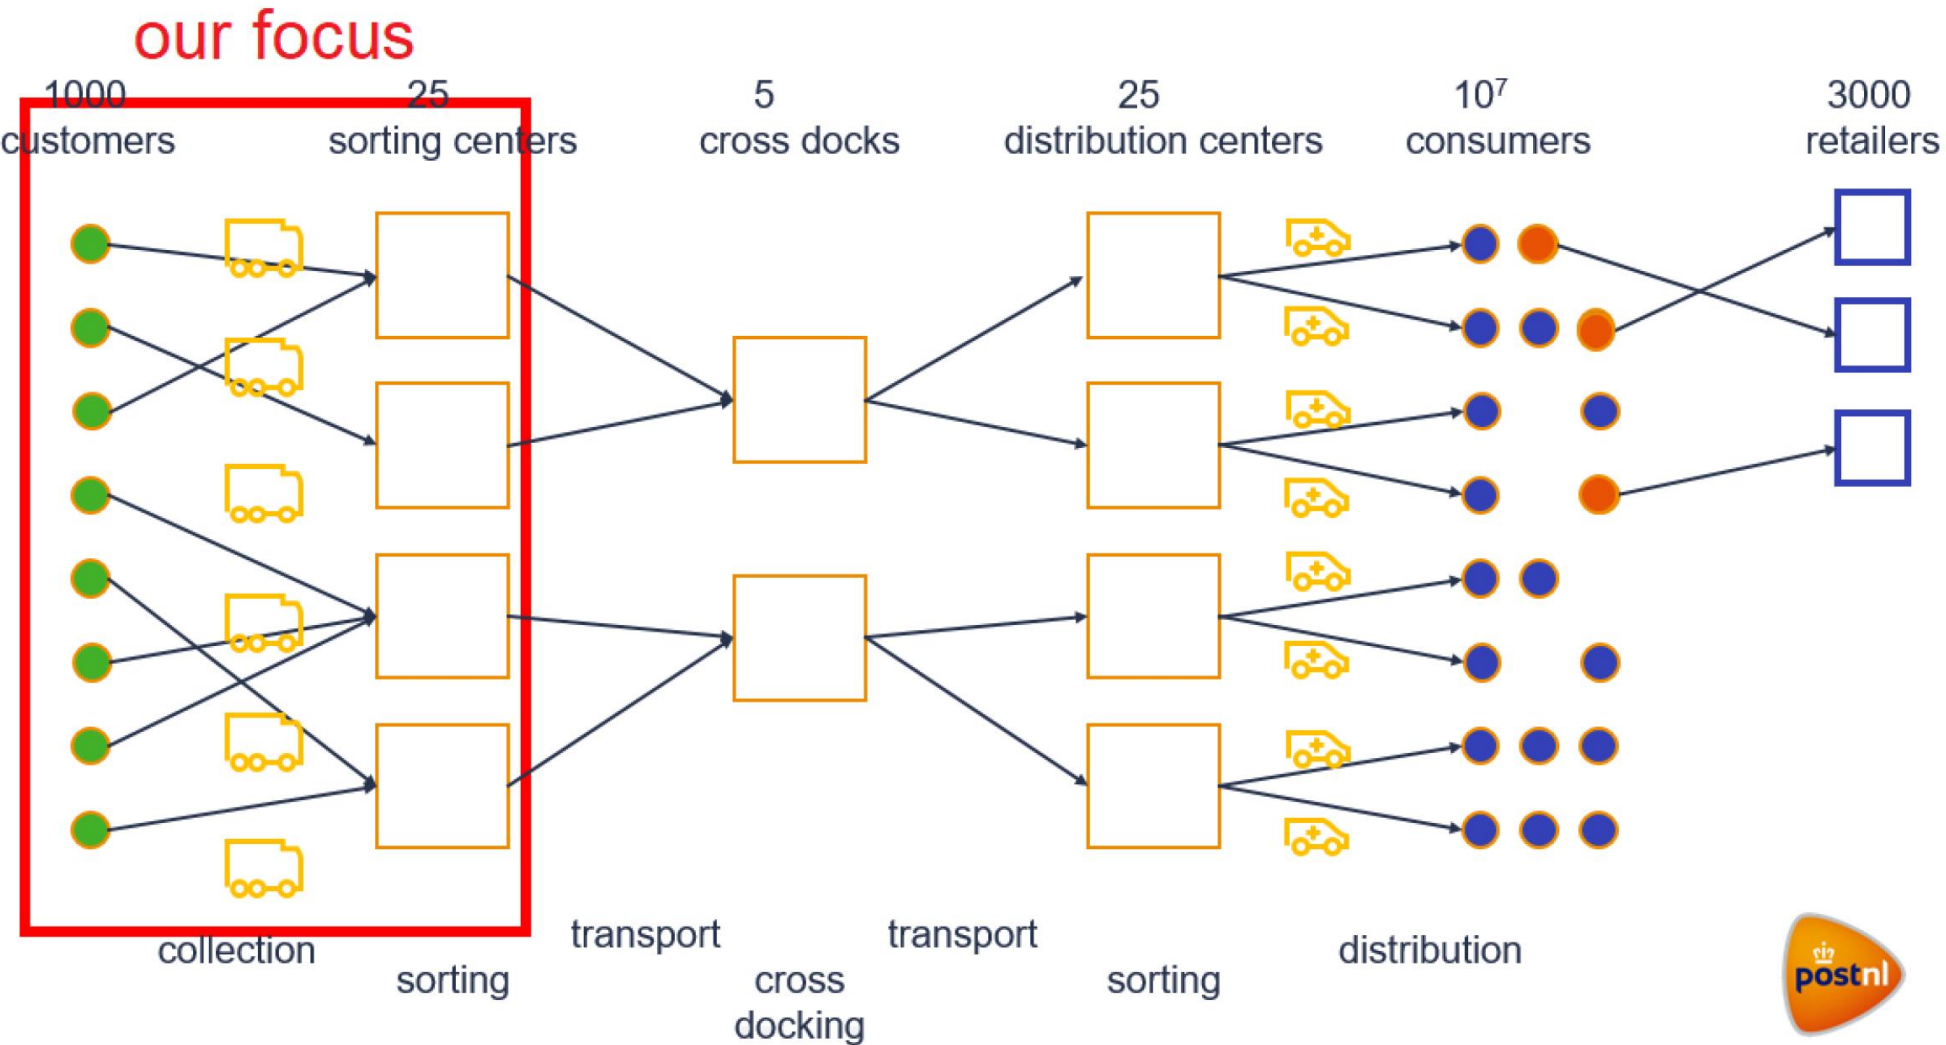 our focus
1000
customers
25
sorting centers
5
cross docks
25
distribution centers
10⁷
consumers
3000
retailers
collection
sorting
transport
cross
docking
transport
sorting
distribution
postnl